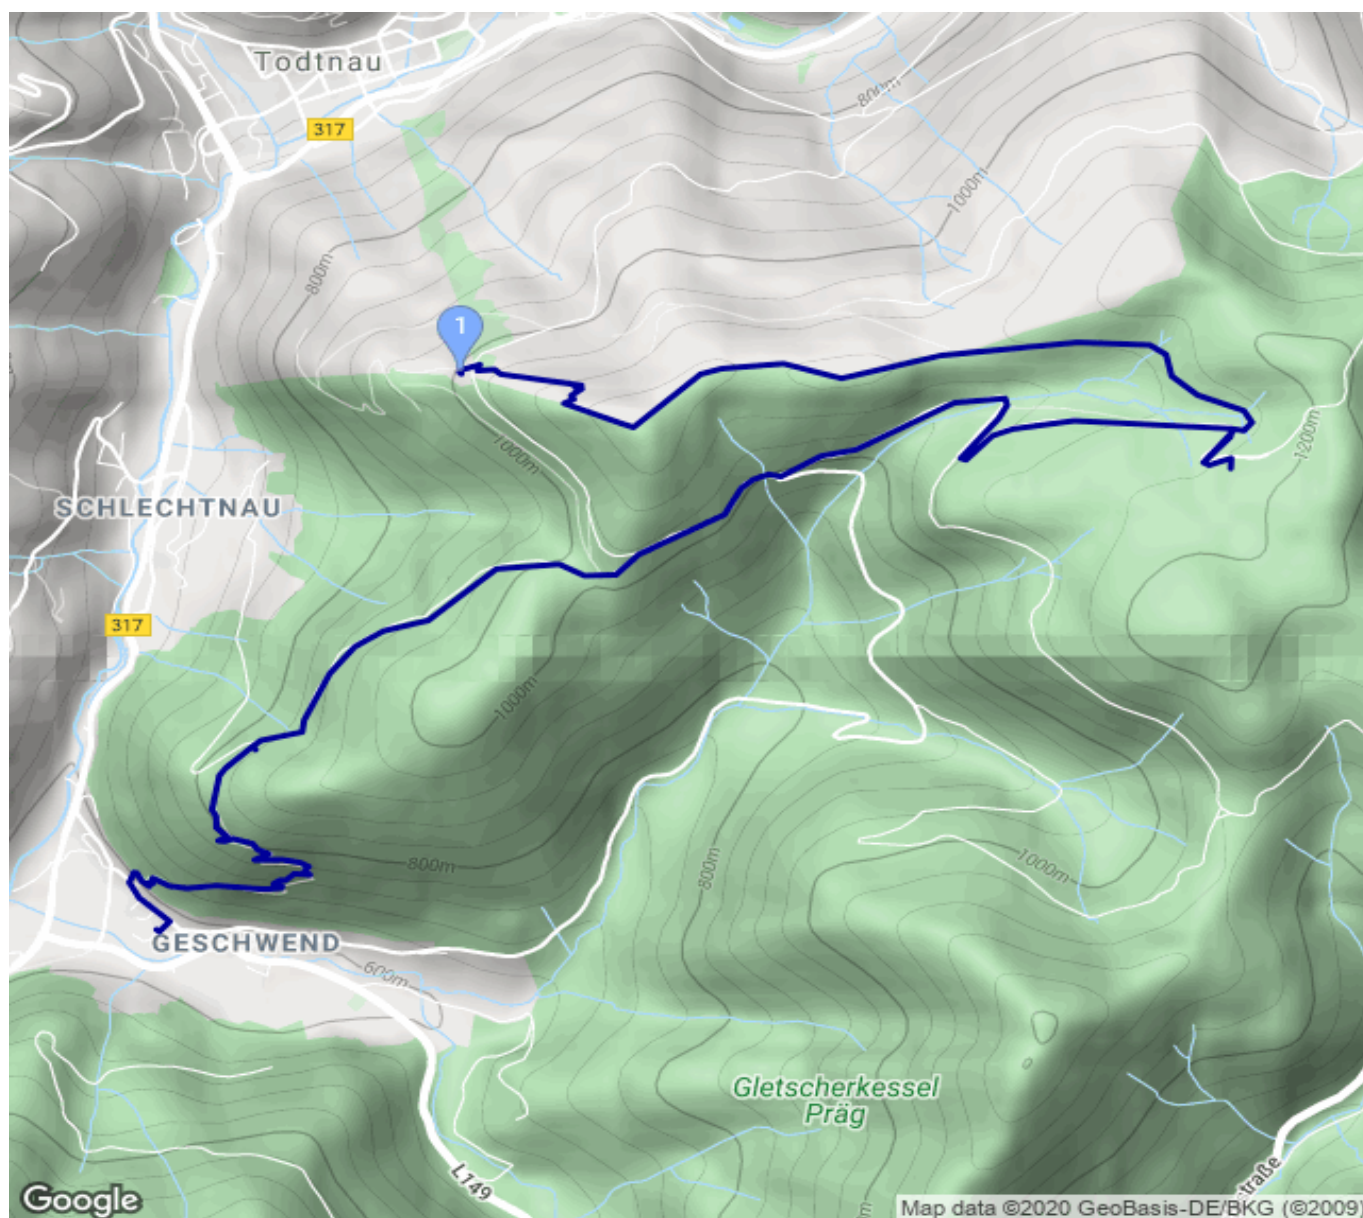 Todtnau
317
800m
1000m
800m
1
1000m
1200m
SCHLECHTNAU
317
1000m
800m
800m
1000m
GESCHWEND
600m
Gletscherkessel
Präg
L149
straße
Google
Map data ©2020 GeoBasis-DE/BKG (©2009)